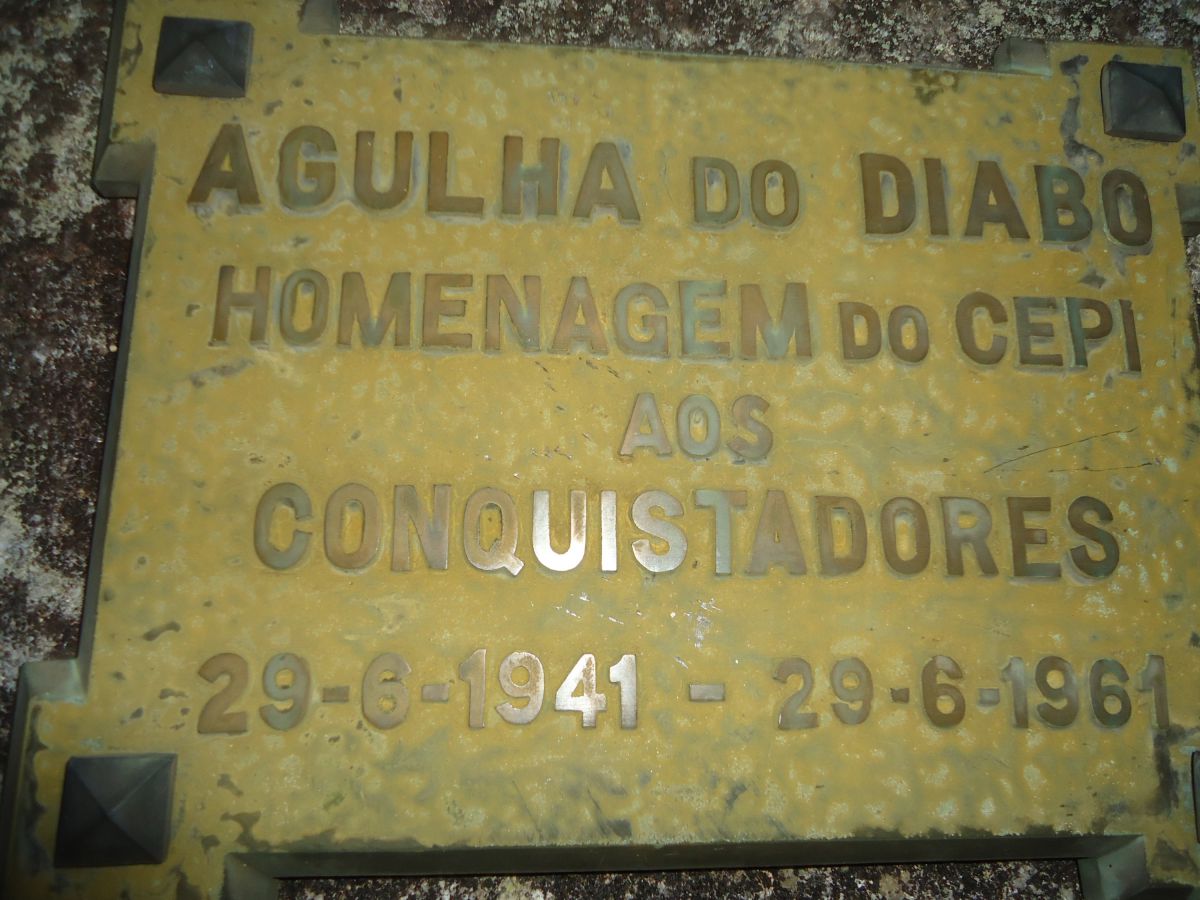 AGULHA DO DIABO
HOMENAGEM DO CEPI
AOS
CONQUISTADORES
29-6-1941 - 29-6-1961